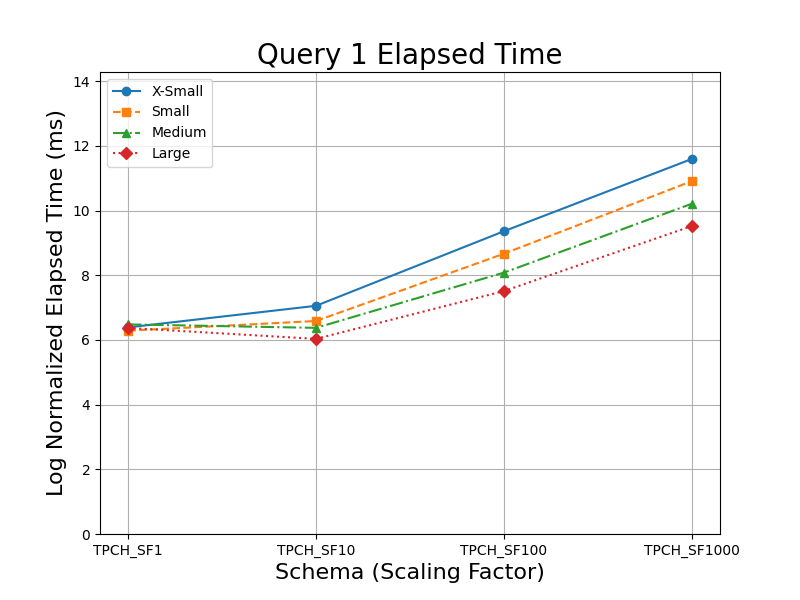 Query 1 Elapsed Time
X-Small
Small
Medium
Large
Log Normalized Elapsed Time (ms)
14
12
10
8
6
4
2
0
TPCH_SF1 TPCH_SF10 TPCH_SF100 TPCH_SF1000
Schema (Scaling Factor)